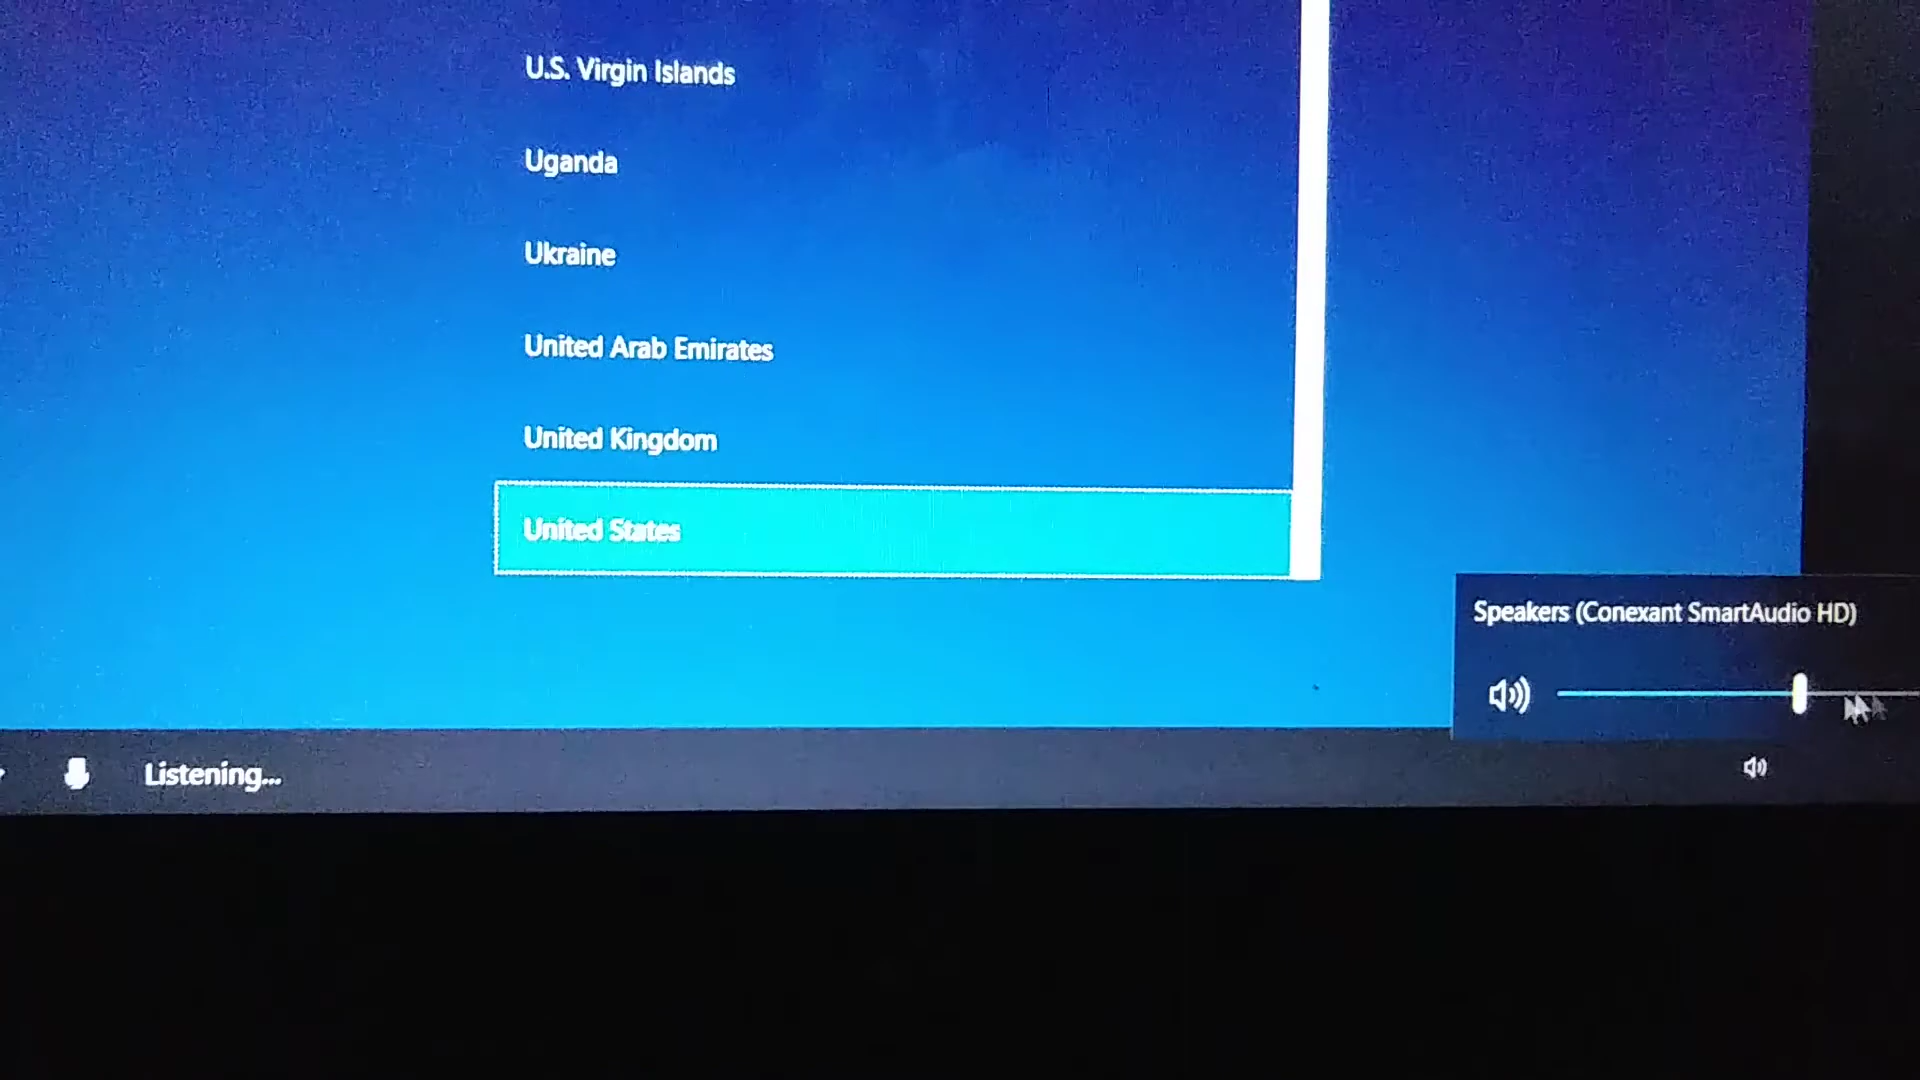 U.S. Virgin Islands
Uganda
Ukraine
United Arab Emirates
United Kingdom
United States
Speakers (Conexant SmartAudio HD)
Listening...